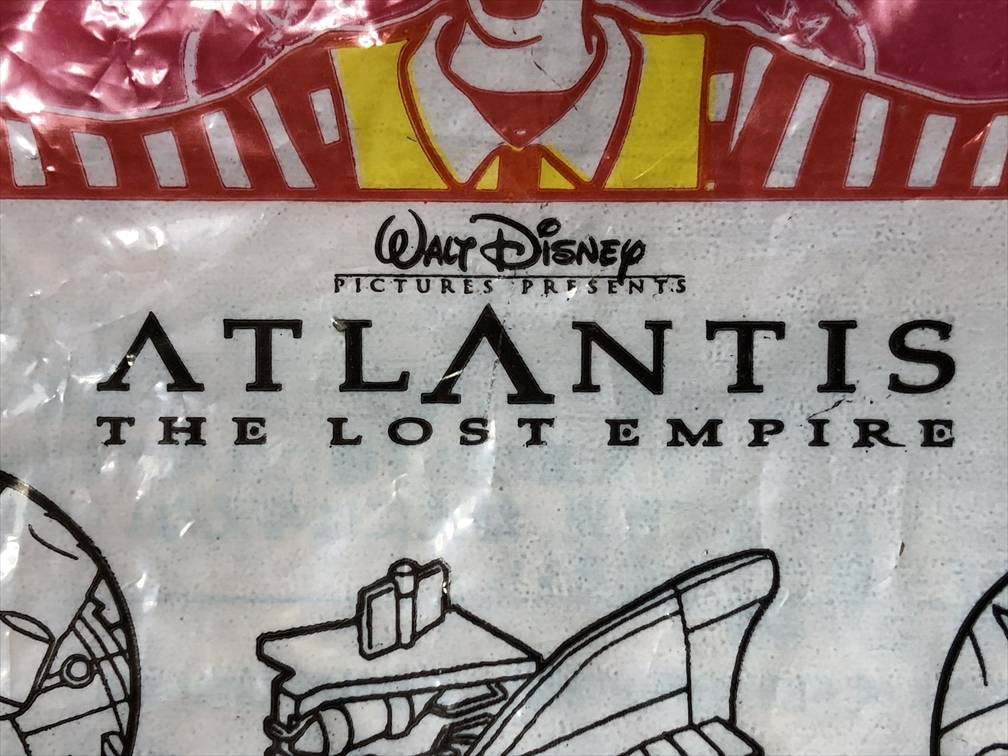 WALT DISNEY
PICTURES PRESENTS
ATLANTIS
THE LOST EMPIRE